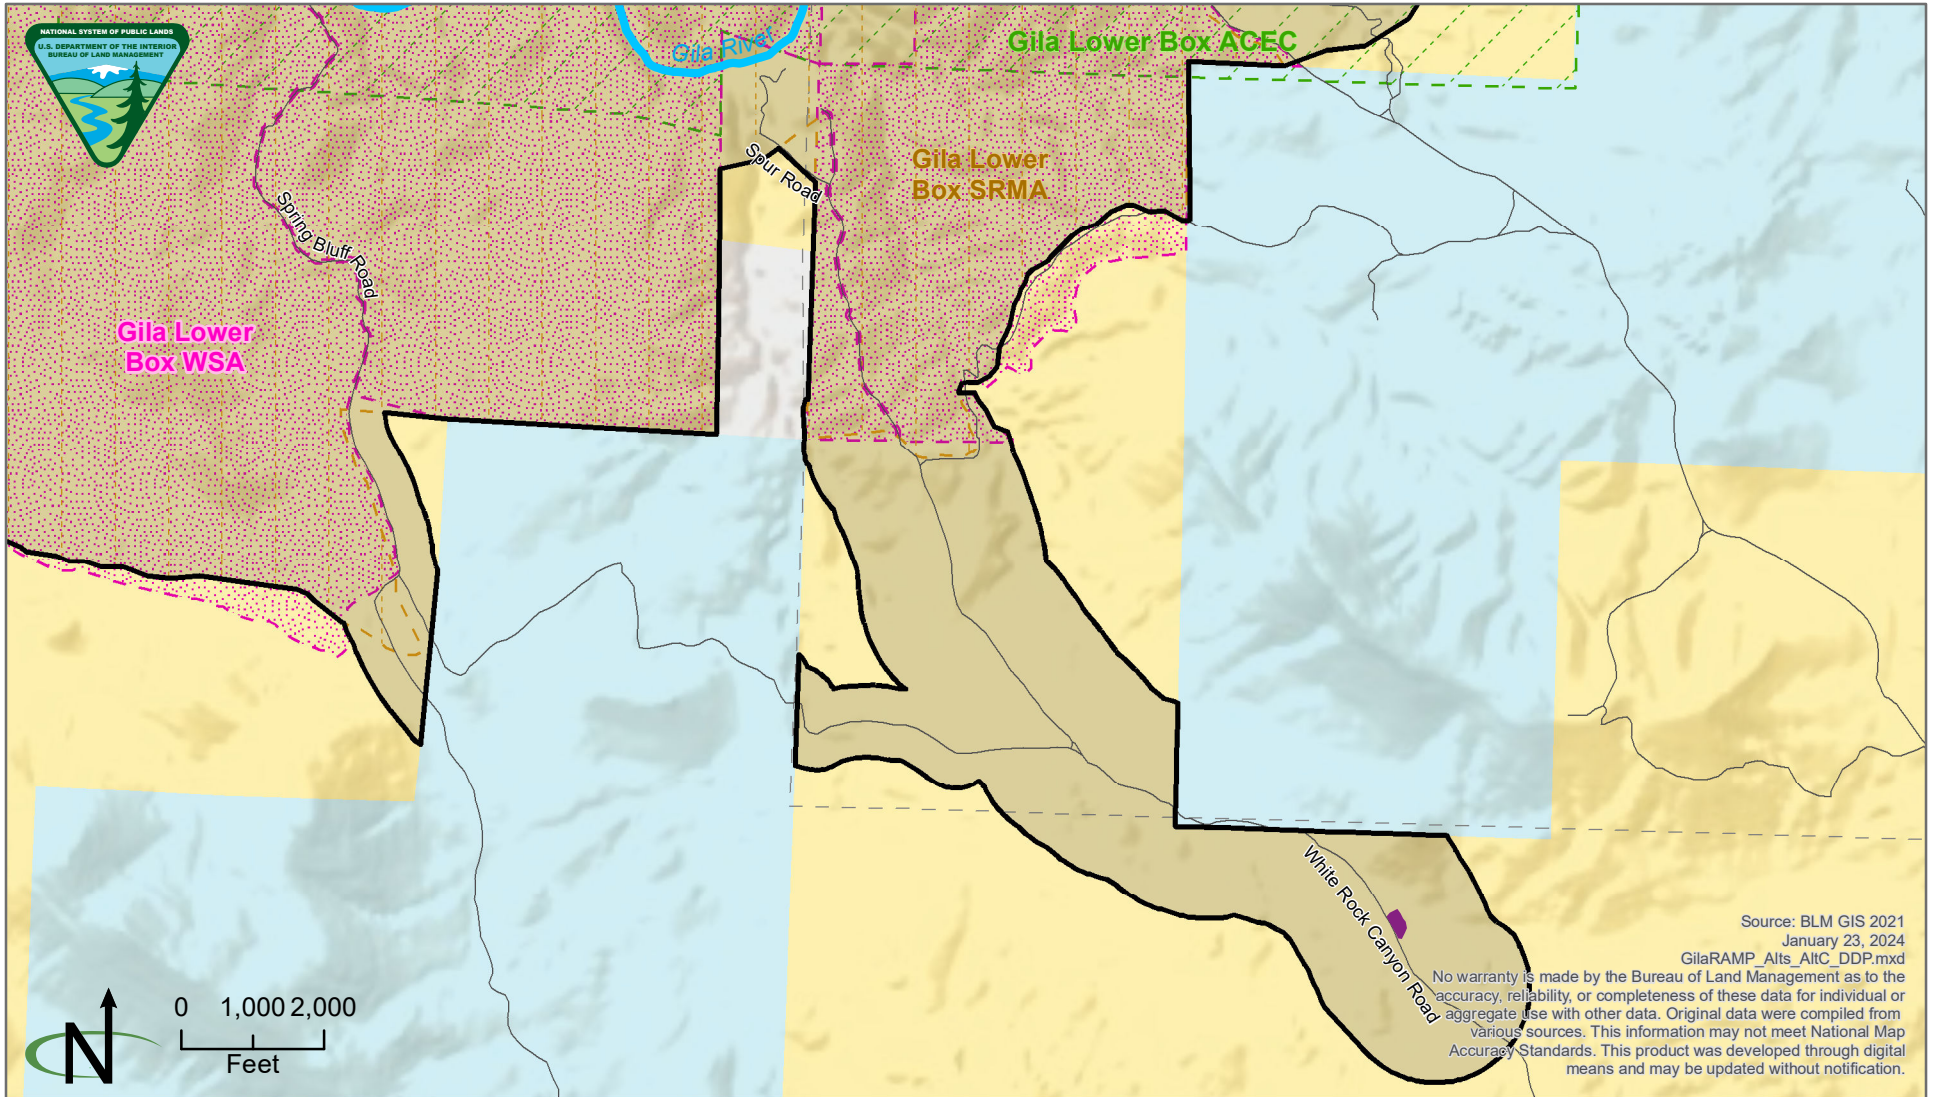 NATIONAL SYSTEM OF PUBLIC LANDS
U.S. DEPARTMENT OF THE INTERIOR
BUREAU OF LAND MANAGEMENT
Gila River
Gila Lower Box ACEC
Spur Road
Gila Lower
Box SRMA
Spring Bluff Road
Gila Lower
Box WSA
White Rock Canyon Road
Source: BLM GIS 2021
January 23, 2024
GilaRAMP_Alts_AltC_DDP.mxd
No warranty is made by the Bureau of Land Management as to the
accuracy, reliability, or completeness of these data for individual or
aggregate use with other data. Original data were compiled from
various sources. This information may not meet National Map
Accuracy Standards. This product was developed through digital
means and may be updated without notification.
0 1,000 2,000
Feet
N